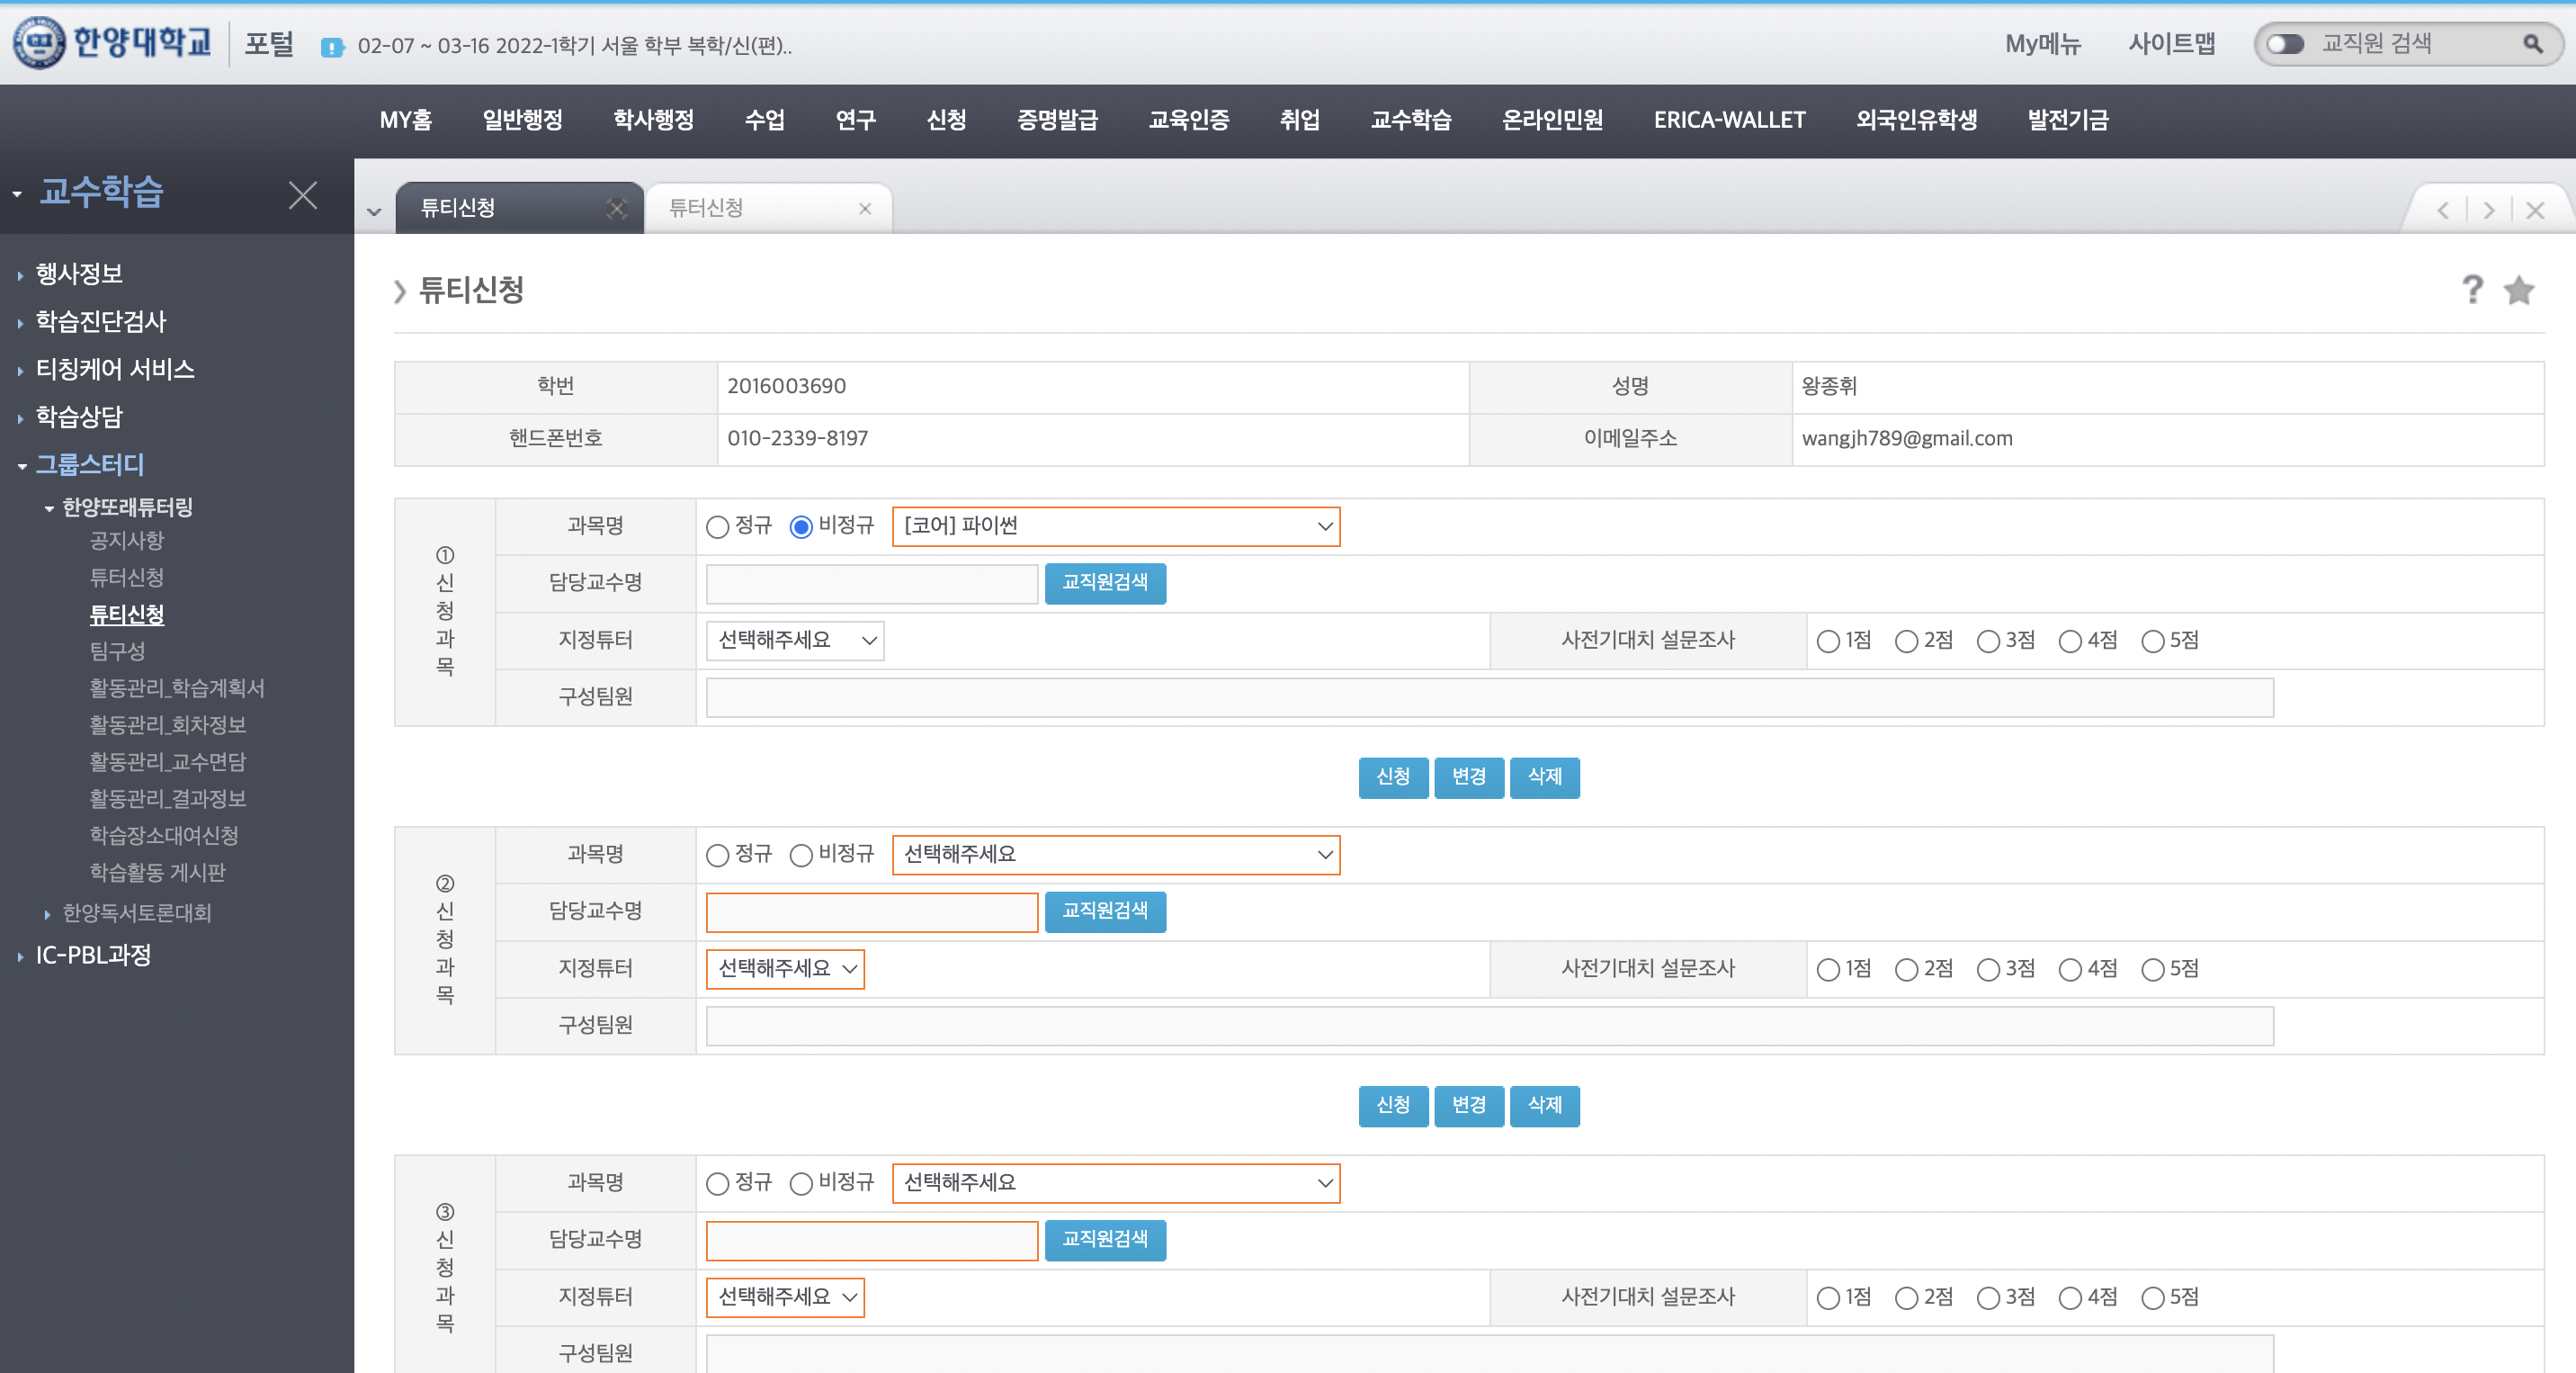 한양대학교 포털 02-07 ~ 03-16 2022-1학기 서울 학부 복학/신(편).. My메뉴 사이트맵 교직원 검색
MY홈 일반행정 학사행정 수업 연구 신청 증명발급 교육인증 취업 교수학습 온라인민원 ERICA-WALLET 외국인유학생 발전기금
교수학습
행사정보
학습진단검사
티칭케어 서비스
학습상담
그룹스터디
한양또래튜터링
공지사항
튜터신청
튜티신청
팀구성
활동관리_학습계획서
활동관리_회차정보
활동관리_교수면담
활동관리_결과정보
학습장소대여신청
학습활동 게시판
한양독서토론대회
IC-PBL과정
튜티신청 튜터신청
튜티신청
학번 2016003690 성명 왕종휘
핸드폰번호 010-2339-8197 이메일주소 wangjh789@gmail.com
① 신청과목
과목명 정규 비정규 [코어] 파이썬
담당교수명 교직원검색
지정튜터 선택해주세요 사전기대치 설문조사 1점 2점 3점 4점 5점
구성팀원
신청 변경 삭제
② 신청과목
과목명 정규 비정규 선택해주세요
담당교수명 교직원검색
지정튜터 선택해주세요 사전기대치 설문조사 1점 2점 3점 4점 5점
구성팀원
신청 변경 삭제
③ 신청과목
과목명 정규 비정규 선택해주세요
담당교수명 교직원검색
지정튜터 선택해주세요 사전기대치 설문조사 1점 2점 3점 4점 5점
구성팀원